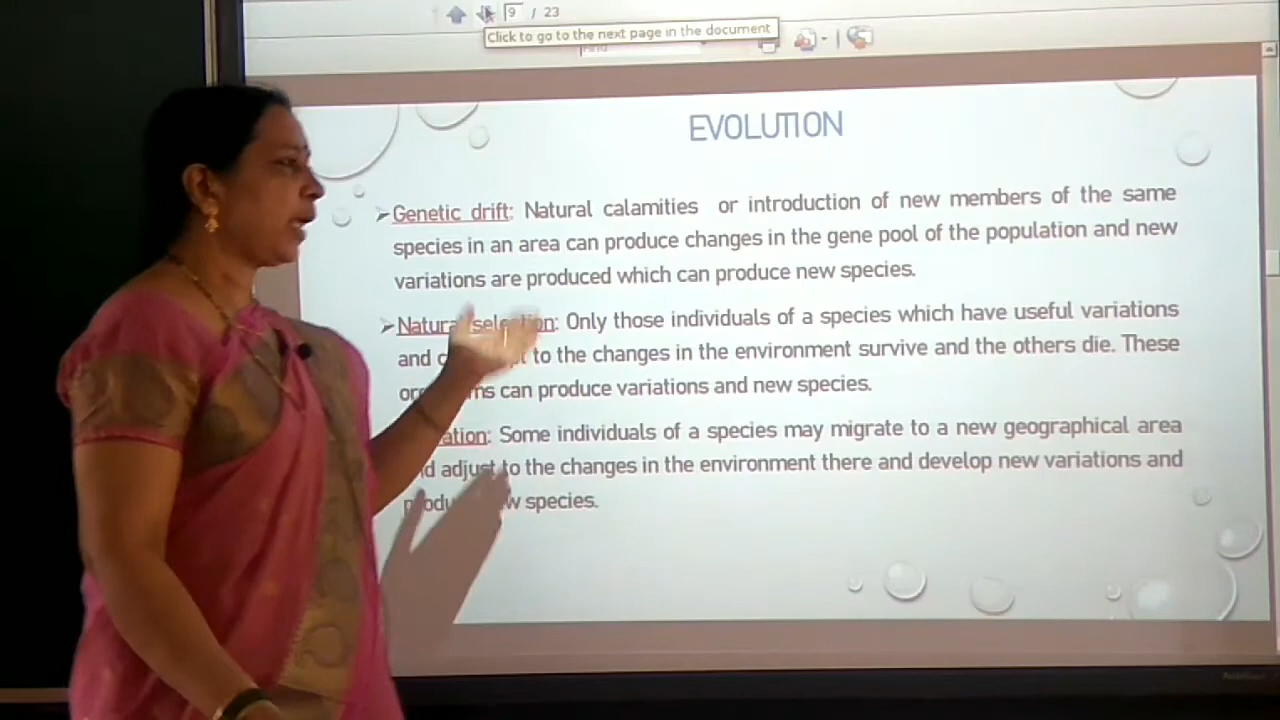 9 / 23
Click to go to the next page in the document
EVOLUTION
➢Genetic drift: Natural calamities or introduction of new members of the same
species in an area can produce changes in the gene pool of the population and new
variations are produced which can produce new species.
➢Natural selection: Only those individuals of a species which have useful variations
and to the changes in the environment survive and the others die. These
can produce variations and new species.
Some individuals of a species may migrate to a new geographical area
adjust to the changes in the environment there and develop new variations and
species.